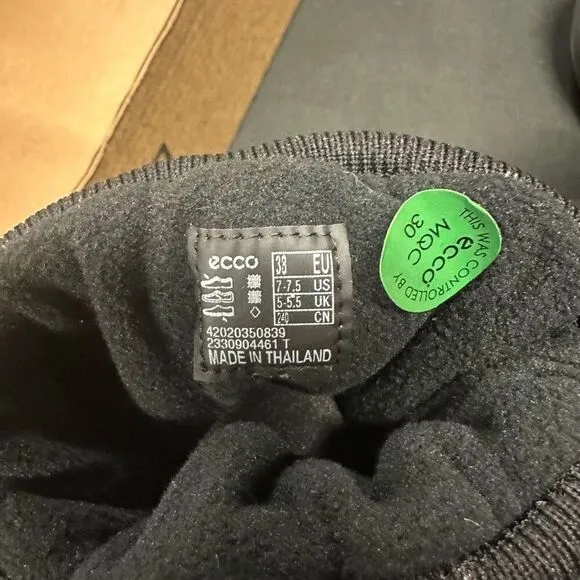 ecco
38 EU
7-7.5 US
5-5.5 UK
240 CN
42020350839
2330904461 T
MADE IN THAILAND
THIS WAS CONTROLLED BY
ecco
MQC
30